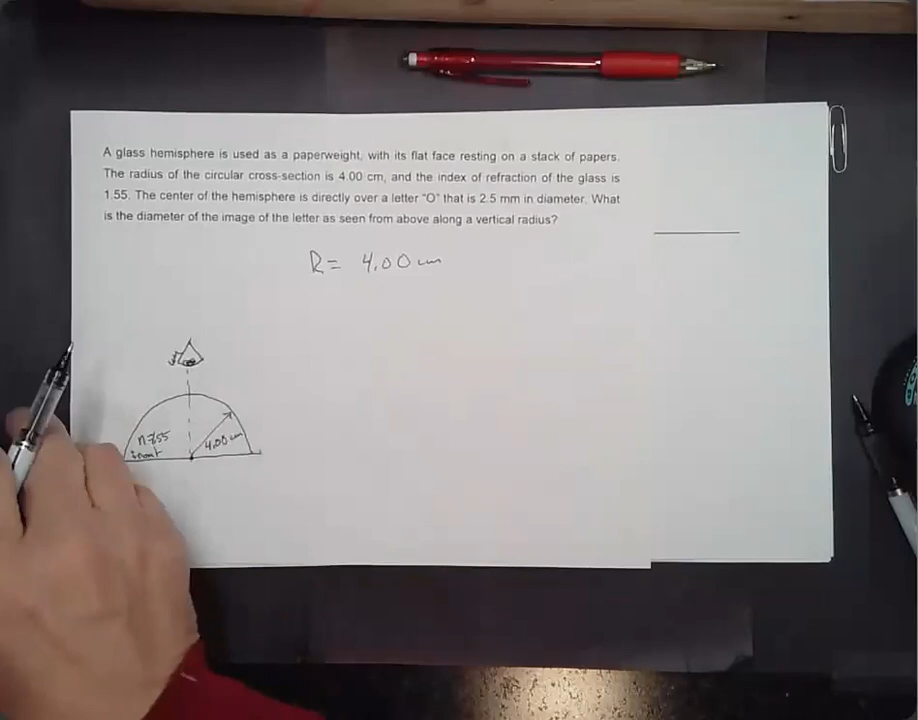 A glass hemisphere is used as a paperweight, with its flat face resting on a stack of papers.
The radius of the circular cross-section is 4.00 cm, and the index of refraction of the glass is
1.55. The center of the hemisphere is directly over a letter "O" that is 2.5 mm in diameter. What
is the diameter of the image of the letter as seen from above along a vertical radius?
R= 4.00 cm
4.00 cm